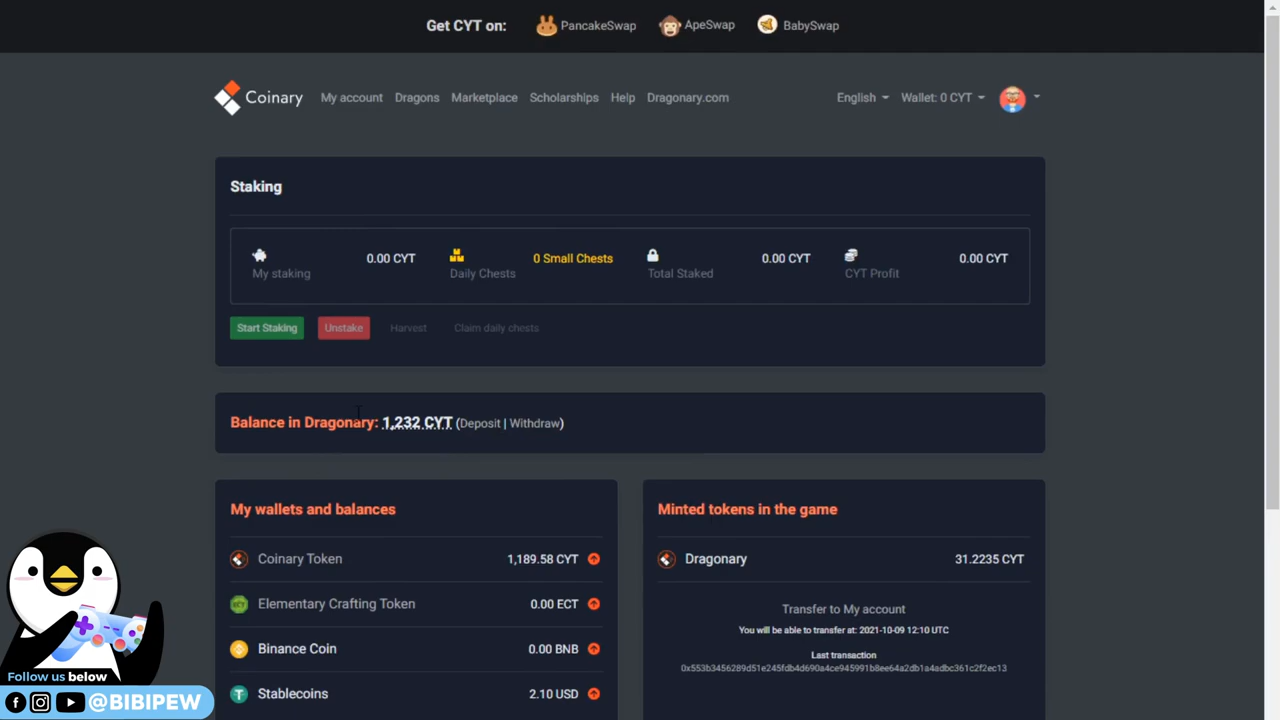 Get CYT on: PancakeSwap ApeSwap BabySwap
Coinary My account Dragons Marketplace Scholarships Help Dragonary.com English Wallet: 0 CYT
Staking
My staking 0.00 CYT Daily Chests 0 Small Chests Total Staked 0.00 CYT CYT Profit 0.00 CYT
Start Staking Unstake Harvest Claim daily chests
Balance in Dragonary: 1,232 CYT (Deposit | Withdraw)
My wallets and balances
Coinary Token 1,189.58 CYT
Elementary Crafting Token 0.00 ECT
Binance Coin 0.00 BNB
Stablecoins 2.10 USD
Minted tokens in the game
Dragonary 31.2235 CYT
Transfer to My account
You will be able to transfer at: 2021-10-09 12:10 UTC
Last transaction
0x553b3456289d51e245fdb4d690a4ce945991b8ee64a2db1a4adbc361c2f2ec13
Follow us below
@BIBIPEW